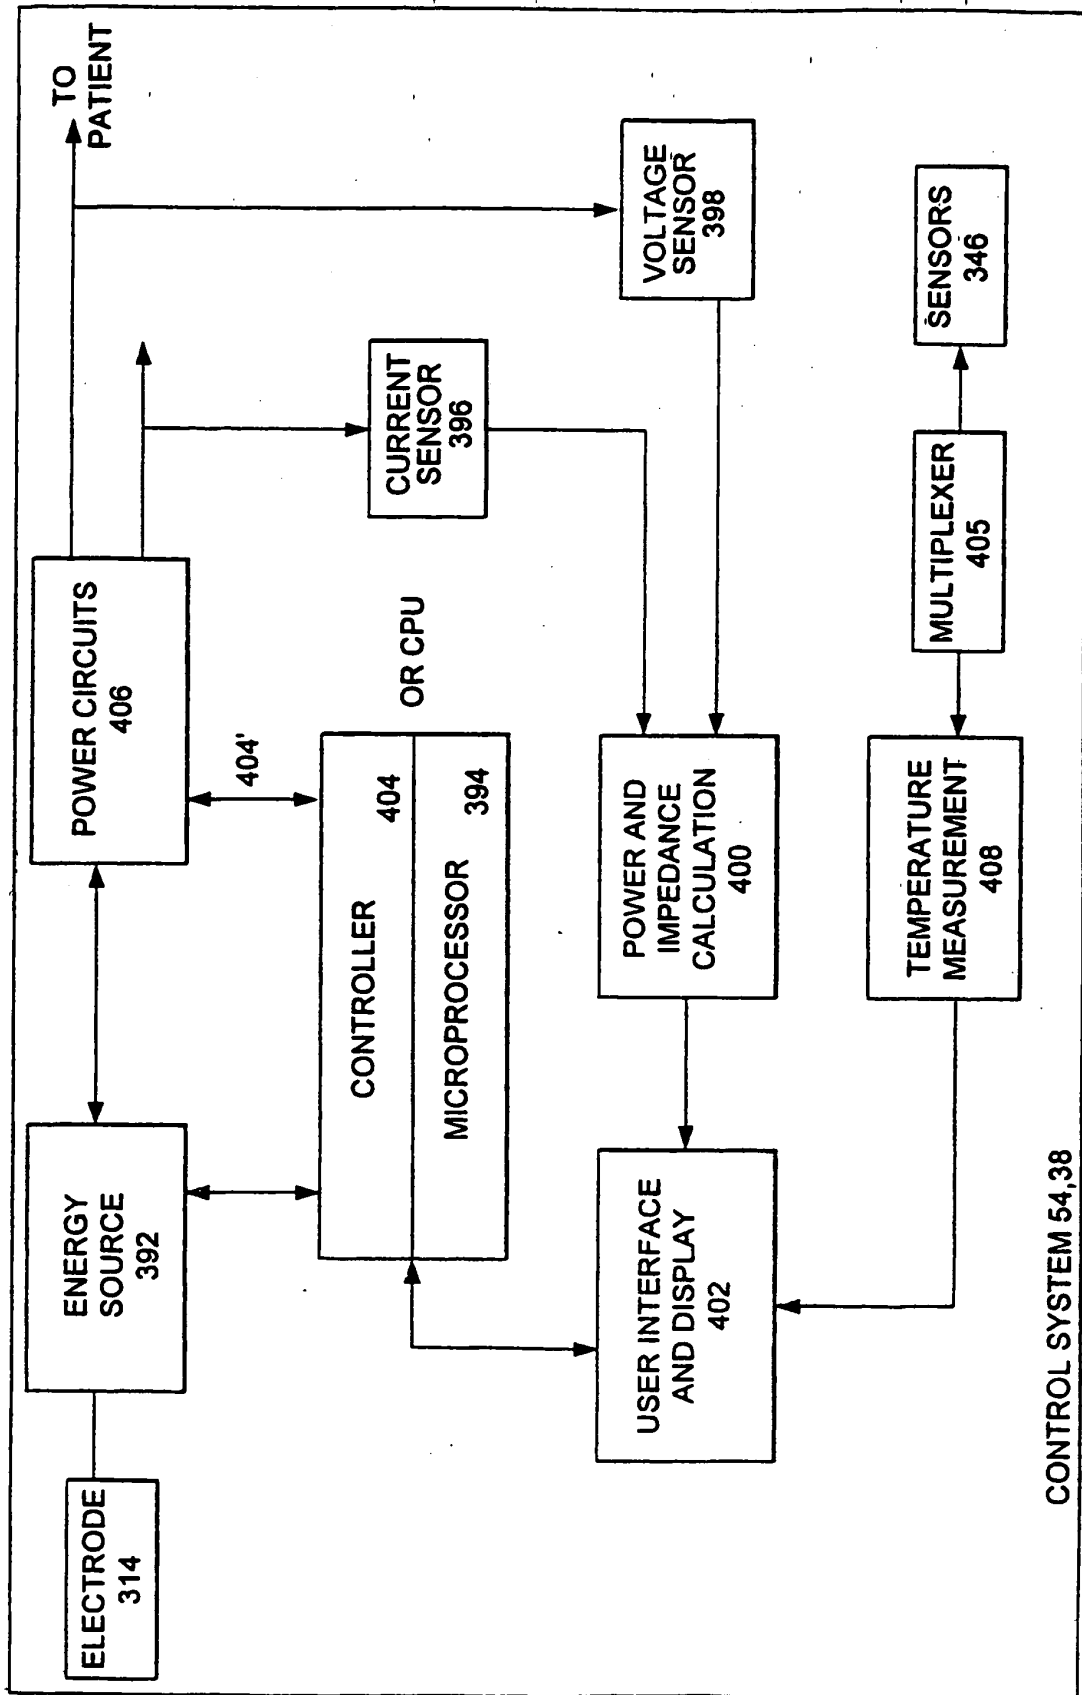 ELECTRODE
314
ENERGY
SOURCE
392
POWER CIRCUITS
406
TO
PATIENT
404'
CONTROLLER
404
MICROPROCESSOR
394
OR CPU
CURRENT
SENSOR
396
VOLTAGE
SENSOR
398
USER INTERFACE
AND DISPLAY
402
POWER AND
IMPEDANCE
CALCULATION
400
TEMPERATURE
MEASUREMENT
408
MULTIPLEXER
405
SENSORS
346
CONTROL SYSTEM 54,38